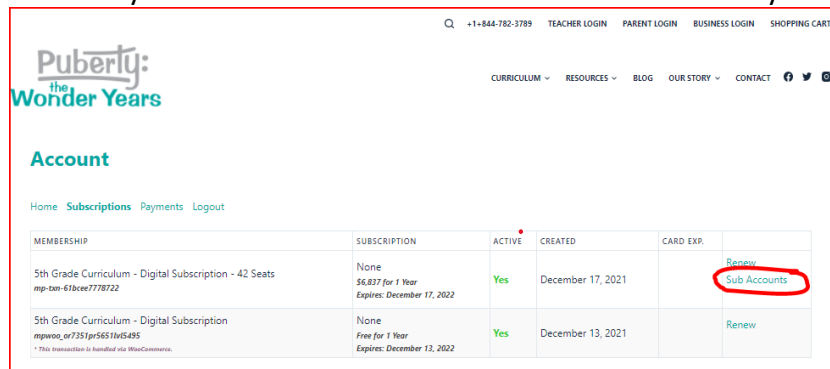 +1+844-782-3789 TEACHER LOGIN PARENT LOGIN BUSINESS LOGIN SHOPPING CART
Puberty:
the
Wonder Years
CURRICULUM RESOURCES BLOG OUR STORY CONTACT
Account
Home Subscriptions Payments Logout
MEMBERSHIP SUBSCRIPTION ACTIVE CREATED CARD EXP.
5th Grade Curriculum - Digital Subscription - 42 Seats
mp-txn-61bcee7778722
None
$6,837 for 1 Year
Expires: December 17, 2022
Yes
December 17, 2021
Renew
Sub Accounts
5th Grade Curriculum - Digital Subscription
mpwoo_or7351pr5651lvl5495
* This transaction is handled via WooCommerce.
None
Free for 1 Year
Expires: December 13, 2022
Yes
December 13, 2021
Renew